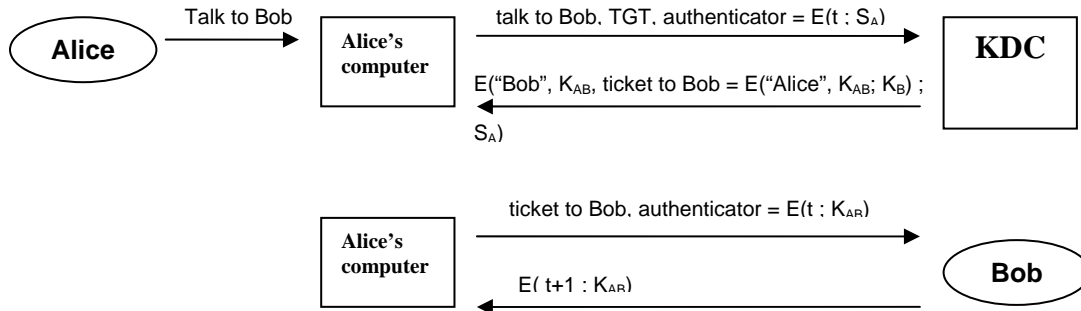 Talk to Bob
talk to Bob, TGT, authenticator = E(t ; SA)
Alice
Alice's
computer
KDC
E("Bob", KAB, ticket to Bob = E("Alice", KAB; KB) ;
SA)
ticket to Bob, authenticator = E(t ; KAB)
Alice's
computer
Bob
E( t+1 ; KAB)